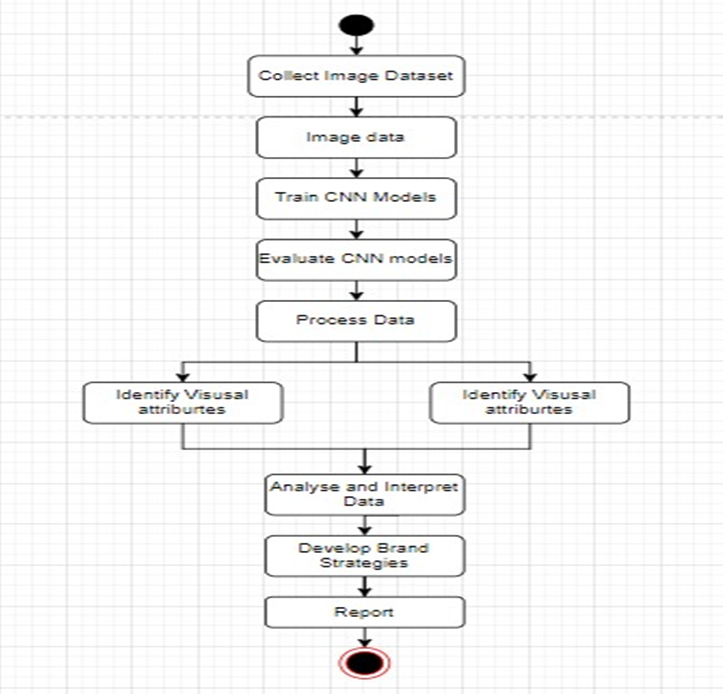 Collect Image Dataset
Image data
Train CNN Models
Evaluate CNN models
Process Data
Identify Visusal
attriburtes
Identify Visusal
attriburtes
Analyse and Interpret
Data
Develop Brand
Strategies
Report